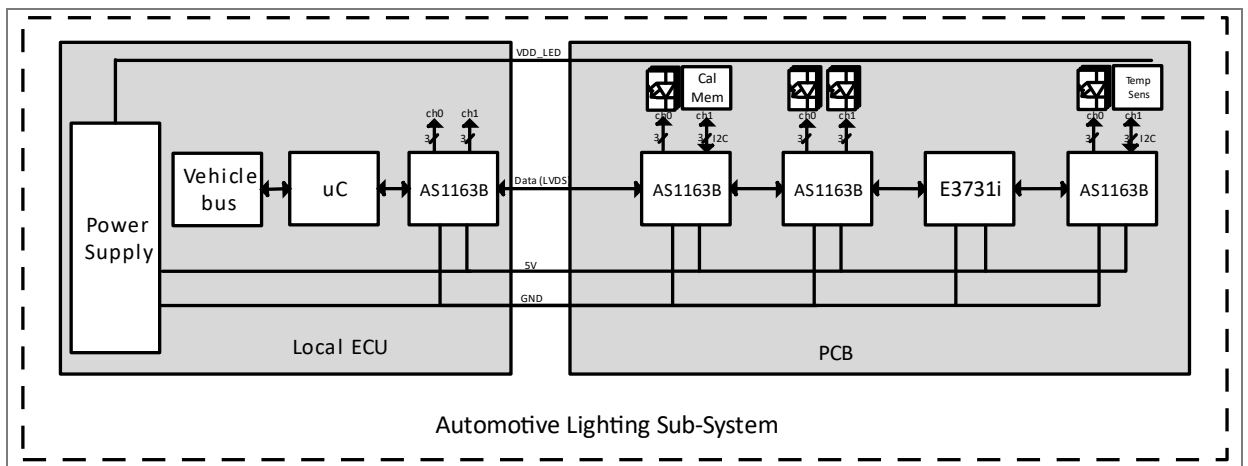 VDD_LED
Cal
Mem
Temp
Sens
ch0
ch1
3
3
ch0
ch1
3
3
I2C
ch0
ch1
3
3
ch0
ch1
3
3
I2C
Power
Supply
Vehicle
bus
uC
AS1163B
Data (LVDS)
AS1163B
AS1163B
E3731i
AS1163B
5V
GND
Local ECU
PCB
Automotive Lighting Sub-System